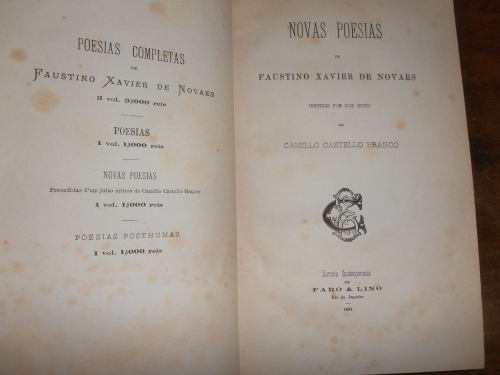 POESIAS COMPLETAS
DE
FAUSTINO XAVIER DE NOVAES
3 vol. 3$000 reis
POESIAS
1 vol. 1$000 reis
NOVAS POESIAS
Precedidas d'um juizo critico de Camillo Castello-Branco
1 vol. 1$000 reis
POESIAS POSTHUMAS
1 vol. 1$000 reis
NOVAS POESIAS
DE
FAUSTINO XAVIER DE NOVAES
PRECEDIDAS D'UM JUIZO CRITICO
DE
CAMILLO CASTELLO BRANCO
Livraria Contemporanea
DE
FARO & LINO
Rio de Janeiro
1881